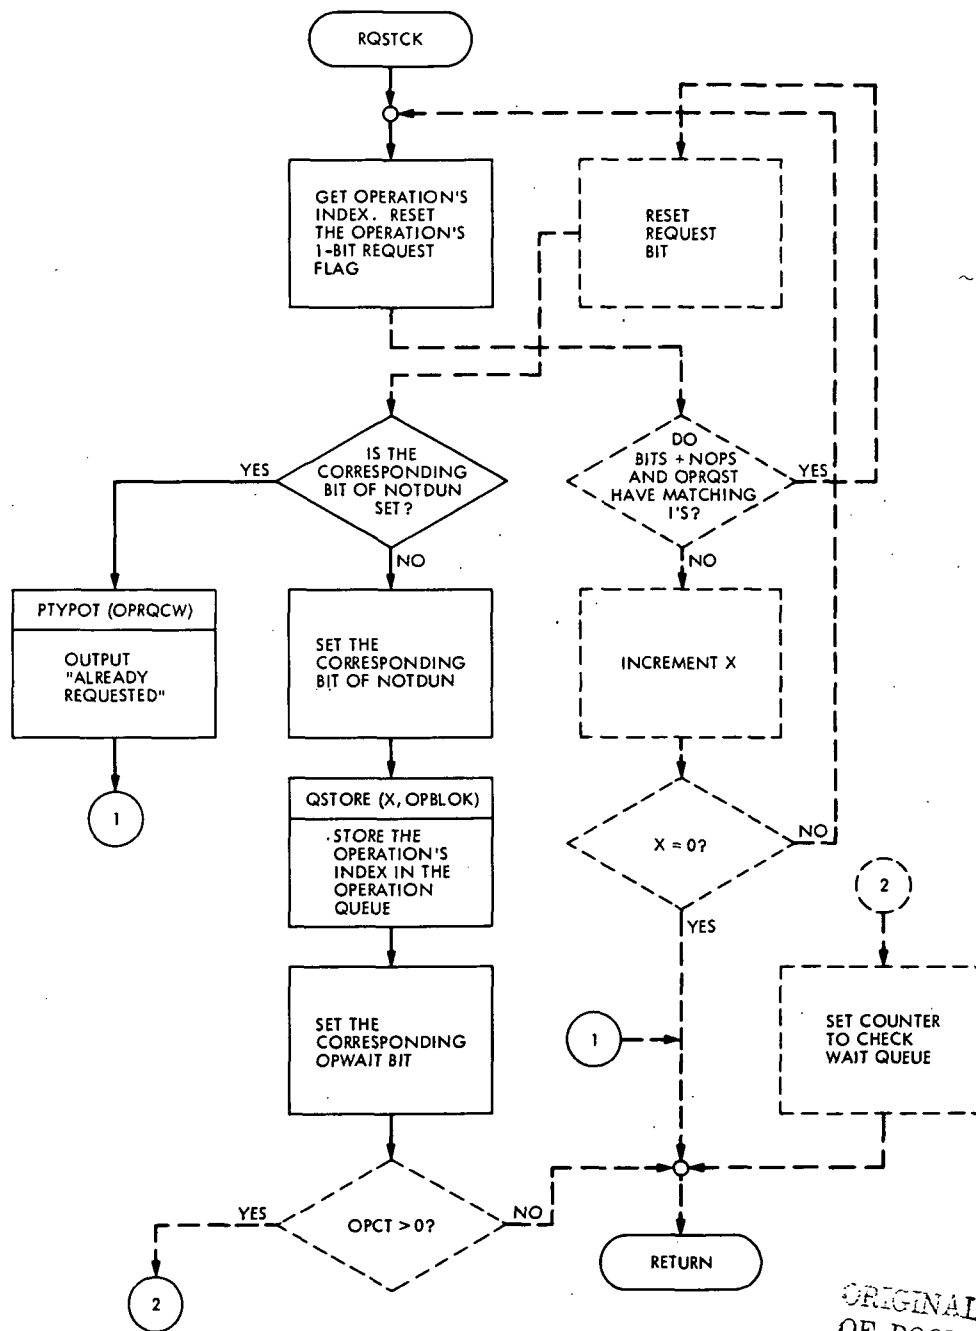 RQSTCK
GET OPERATION'S
INDEX. RESET
THE OPERATION'S
1-BIT REQUEST
FLAG
RESET
REQUEST
BIT
IS THE
CORRESPONDING
BIT OF NOTDUN
SET?
YES
NO
DO
BITS + NOPS
AND OPRQST
HAVE MATCHING
1'S?
YES
NO
PTYPOT (OPRQCW)
OUTPUT
"ALREADY
REQUESTED"
1
SET THE
CORRESPONDING
BIT OF NOTDUN
INCREMENT X
QSTORE (X, OPBLOK)
STORE THE
OPERATION'S
INDEX IN THE
OPERATION
QUEUE
X = 0?
NO
YES
2
SET THE
CORRESPONDING
OPWAIT BIT
1
SET COUNTER
TO CHECK
WAIT QUEUE
OPCT > 0?
YES
NO
2
RETURN
ORIGINAL